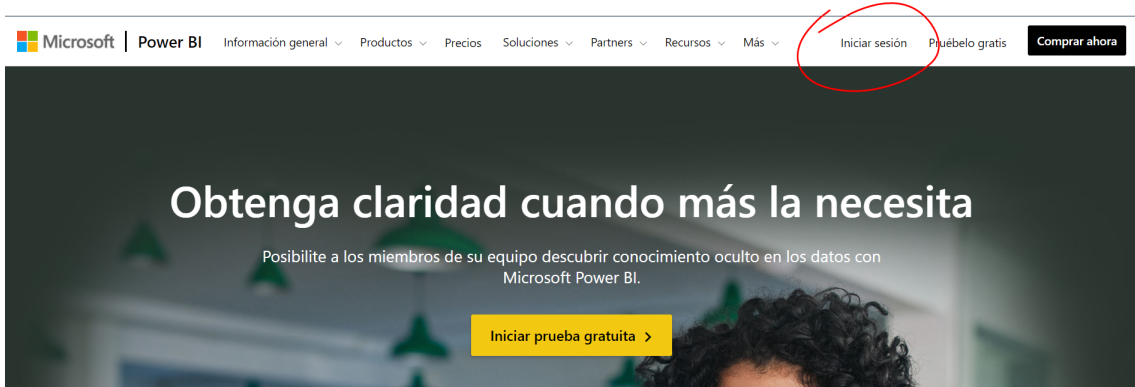 Microsoft | Power BI Información general Productos Precios Soluciones Partners Recursos Más Iniciar sesión Pruébelo gratis Comprar ahora
Obtenga claridad cuando más la necesita
Posibilite a los miembros de su equipo descubrir conocimiento oculto en los datos con
Microsoft Power BI.
Iniciar prueba gratuita